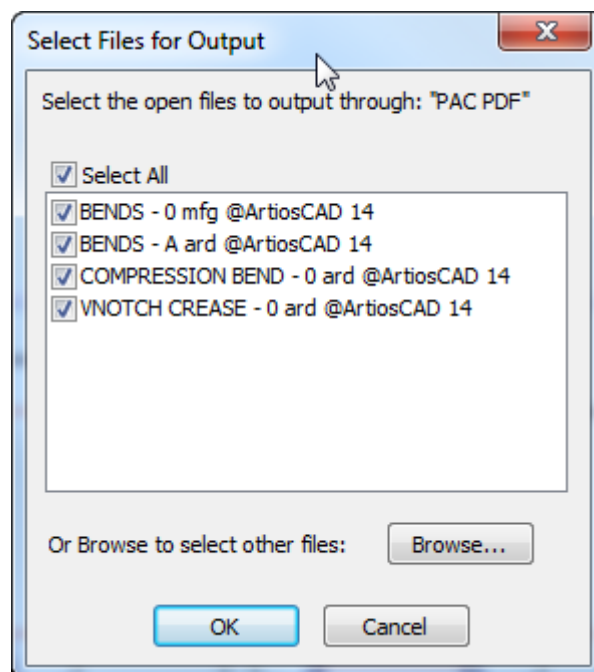 Select Files for Output
Select the open files to output through: "PAC PDF"
Select All
BENDS - 0 mfg @ArtiosCAD 14
BENDS - A ard @ArtiosCAD 14
COMPRESSION BEND - 0 ard @ArtiosCAD 14
VNOTCH CREASE - 0 ard @ArtiosCAD 14
Or Browse to select other files: Browse...
OK Cancel